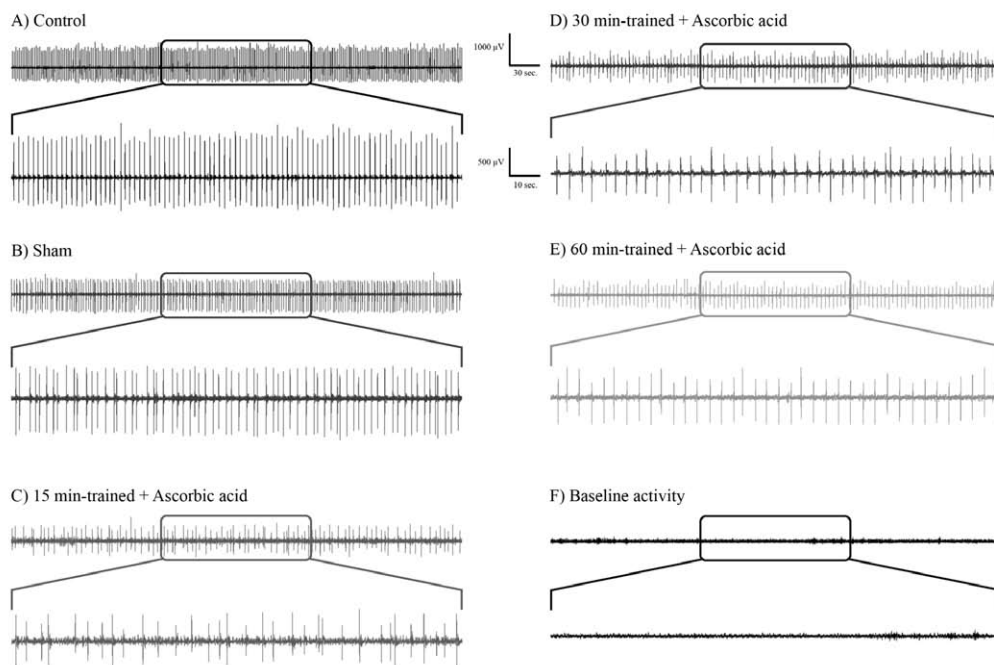 A) Control
1000 µV
30 sec.
500 µV
10 sec.
B) Sham
C) 15 min-trained + Ascorbic acid
D) 30 min-trained + Ascorbic acid
E) 60 min-trained + Ascorbic acid
F) Baseline activity